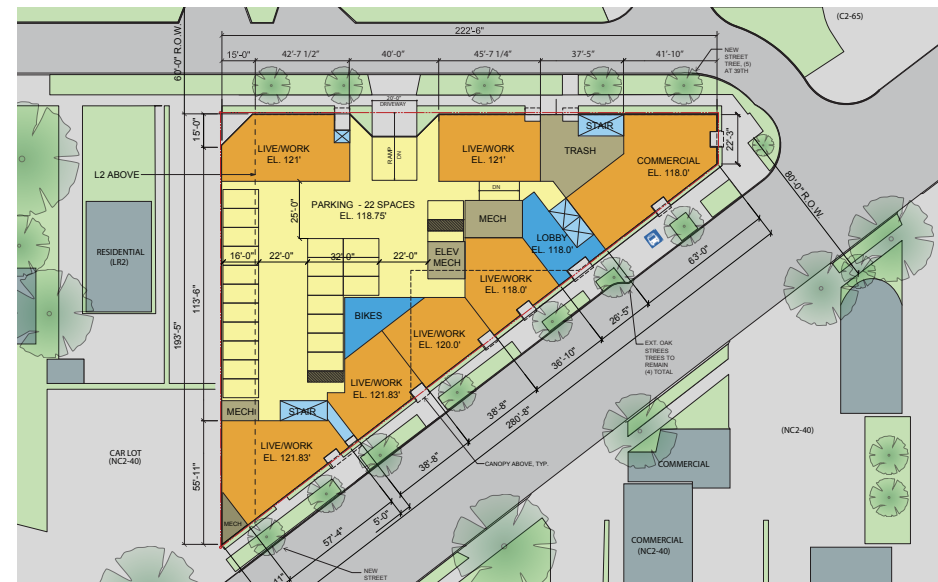 (C2-65)
222'-6"
60'-0" R.O.W.
15'-0"
42'-7 1/2"
40'-0"
45'-7 1/4"
37'-5"
41'-10"
NEW
STREET
TREE, (5)
AT 39TH
20'-0"
DRIVEWAY
15'-0"
STAIR
22'-3"
LIVE/WORK
EL. 121'
RAMP
DN
LIVE/WORK
EL. 121'
TRASH
COMMERCIAL
EL. 118.0'
L2 ABOVE
80'-0" R.O.W.
DN
PARKING - 22 SPACES
EL. 118.75'
25'-0"
MECH
LOBBY
EL. 118.0'
RESIDENTIAL
(LR2)
16'-0"
22'-0"
32'-0"
22'-0"
ELEV
MECH
63'-0"
LIVE/WORK
EL. 118.0'
113'-6"
193'-5"
BIKES
LIVE/WORK
EL. 120.0'
26'-5"
EXT. OAK
STREES
TREES TO
REMAIN
(4) TOTAL
36'-10"
LIVE/WORK
EL. 121.83'
MECH
STAIR
38'-8"
280'-8"
(NC2-40)
CAR LOT
(NC2-40)
LIVE/WORK
EL. 121.83'
38'-8"
CANOPY ABOVE, TYP.
COMMERCIAL
55'-11"
5'-0"
MECH
57'-4"
COMMERCIAL
(NC2-40)
NEW
STREET
11"